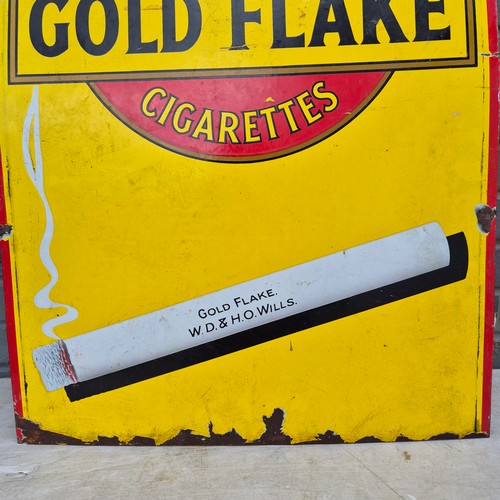 GOLD FLAKE
CIGARETTES
GOLD FLAKE.
W.D.& H.O.WILLS.